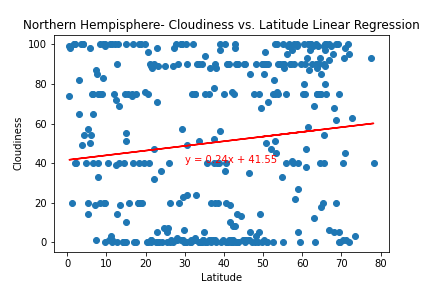 Northern Hempisphere- Cloudiness vs. Latitude Linear Regression
100
80
60
40
20
0
Cloudiness
y = 0.24x + 41.55
0 10 20 30 40 50 60 70 80
Latitude